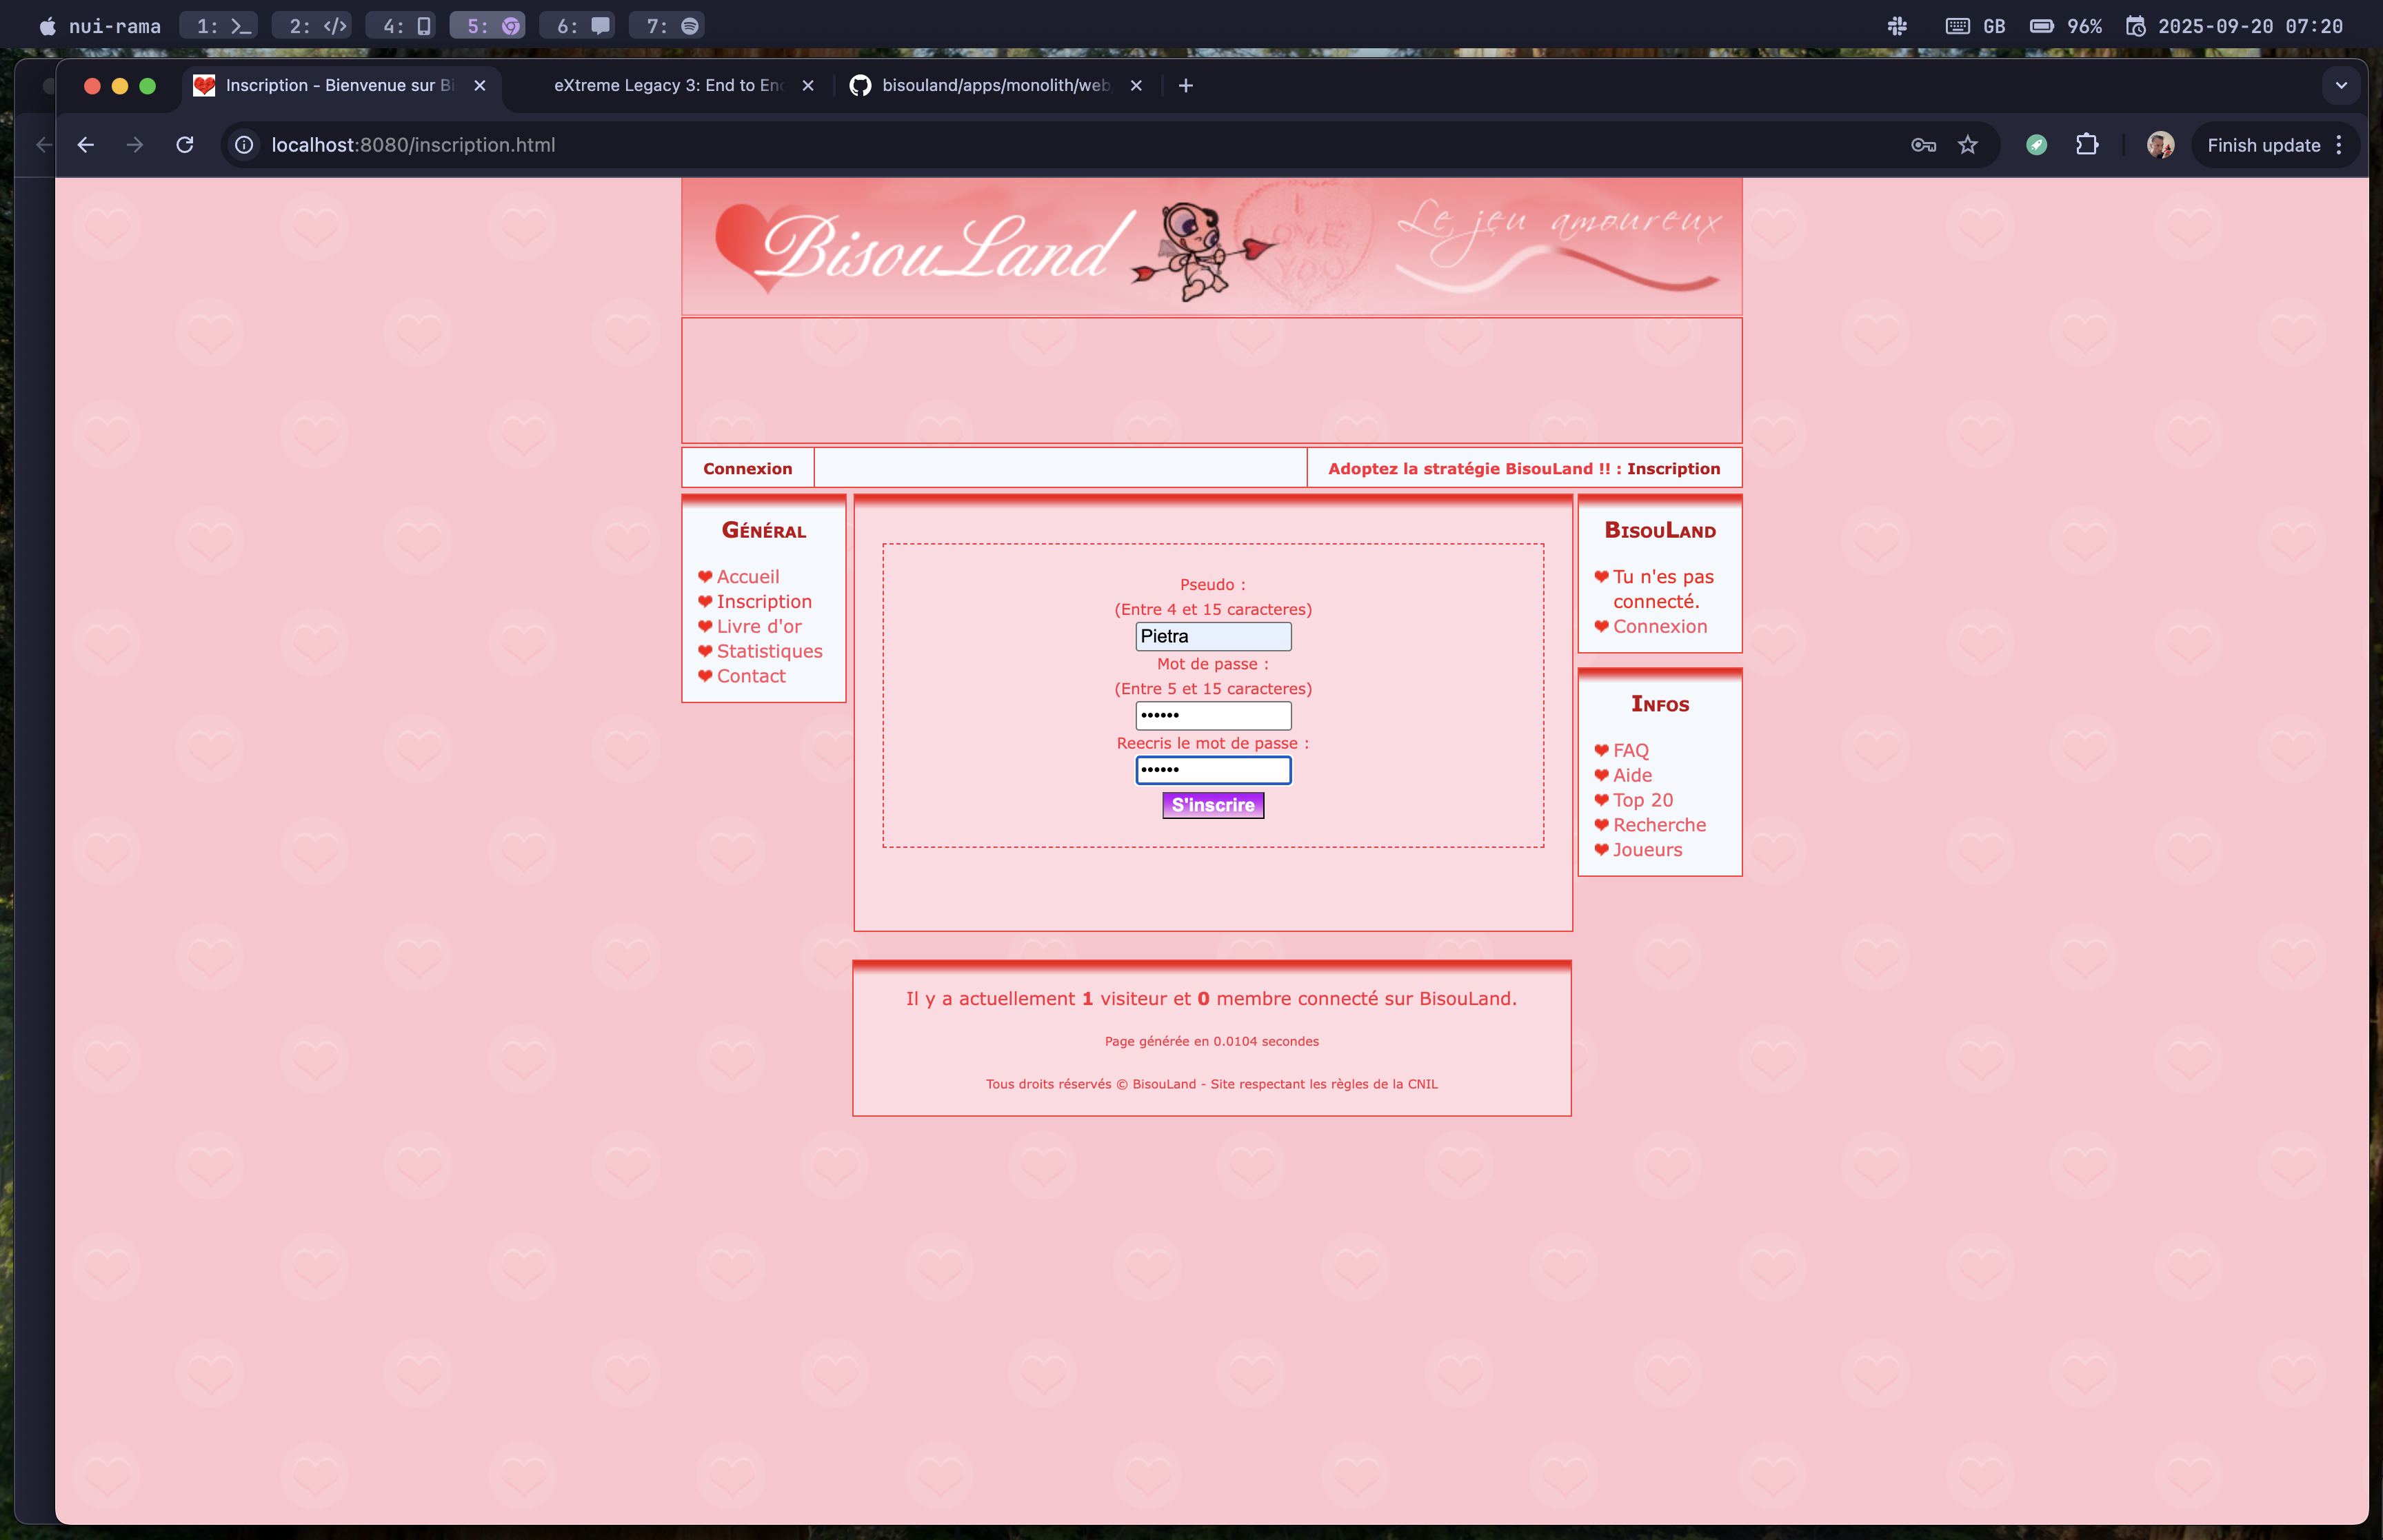 nui-rama 1: 2: 4: 5: 6: 7: GB 96% 2025-09-20 07:20
Inscription - Bienvenue sur Bi
eXtreme Legacy 3: End to End
bisouland/apps/monolith/web
localhost:8080/inscription.html
Finish update
BisouLand
I LOVE YOU
Le jeu amoureux
Connexion
Adoptez la stratégie BisouLand !! : Inscription
Général
Accueil
Inscription
Livre d'or
Statistiques
Contact
Pseudo :
(Entre 4 et 15 caracteres)
Pietra
Mot de passe :
(Entre 5 et 15 caracteres)
••••••
Reecris le mot de passe :
••••••
S'inscrire
BisouLand
Tu n'es pas
connecté.
Connexion
Infos
FAQ
Aide
Top 20
Recherche
Joueurs
Il y a actuellement 1 visiteur et 0 membre connecté sur BisouLand.
Page générée en 0.0104 secondes
Tous droits réservés © BisouLand - Site respectant les règles de la CNIL